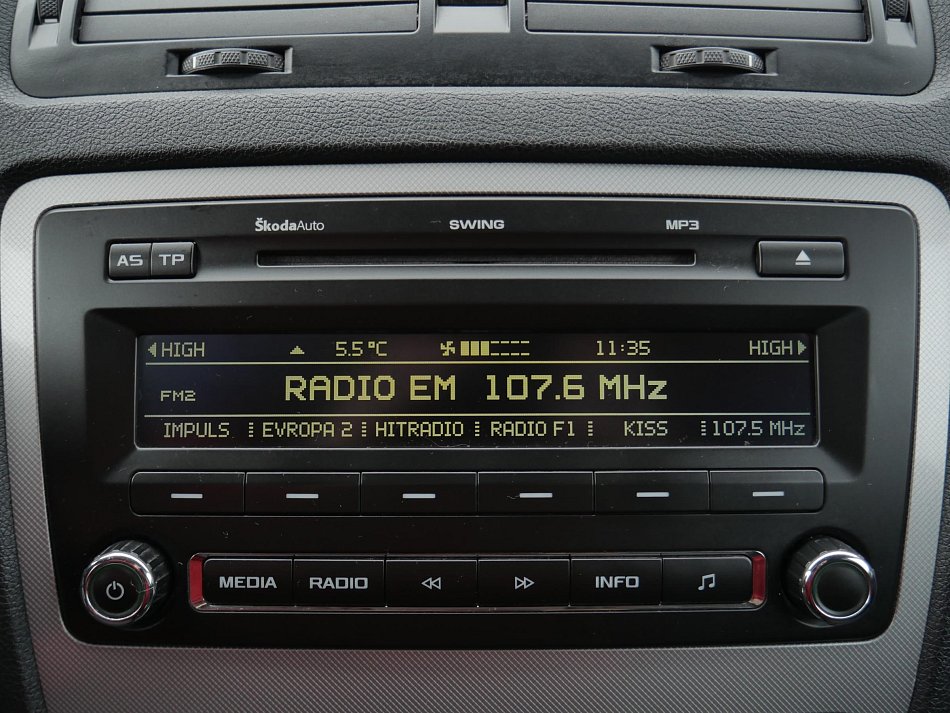 ŠkodaAuto SWING MP3
AS TP
HIGH 5.5°C 11:35 HIGH
FM2 RADIO EM 107.6 MHz
IMPULS EVROPA 2 HITRADIO RADIO F1 KISS 107.5 MHz
MEDIA RADIO INFO